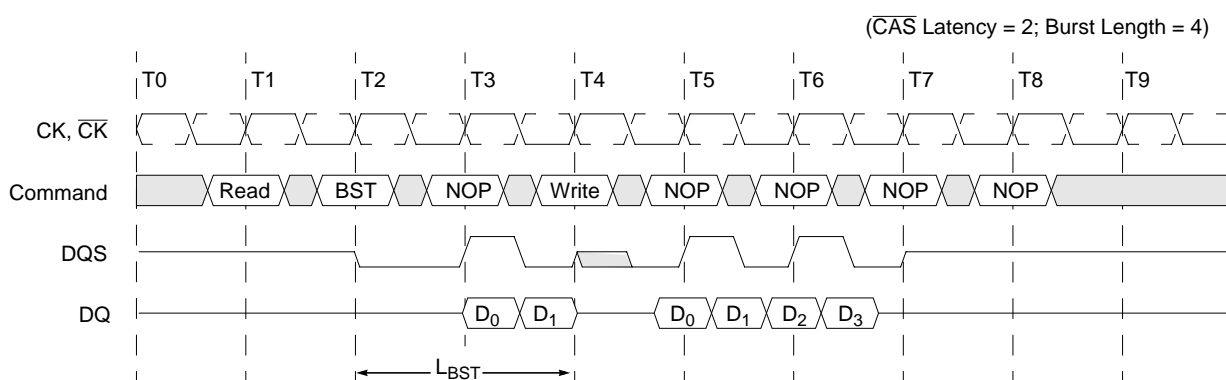 (CAS Latency = 2; Burst Length = 4)
T0 T1 T2 T3 T4 T5 T6 T7 T8 T9
CK, CK
Command Read BST NOP Write NOP NOP NOP NOP
DQS
DQ D0 D1 D0 D1 D2 D3
LBST